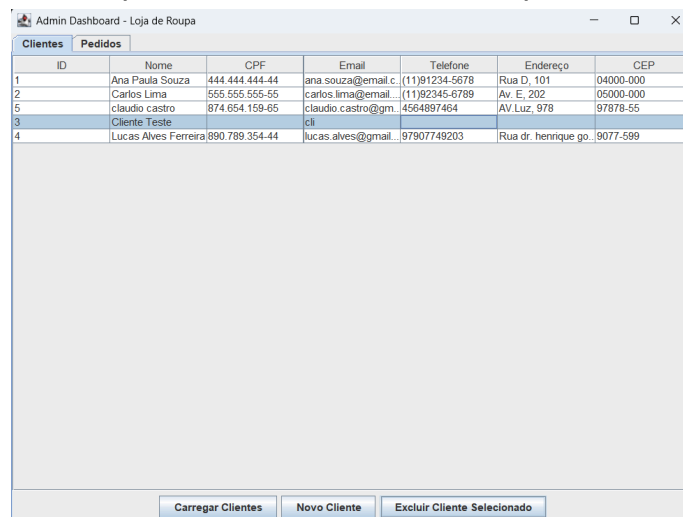 Admin Dashboard - Loja de Roupa
Clientes Pedidos
ID Nome CPF Email Telefone Endereço CEP
1 Ana Paula Souza 444.444.444-44 ana.souza@email.c.. (11)91234-5678 Rua D, 101 04000-000
2 Carlos Lima 555.555.555-55 carlos.lima@email.... (11)92345-6789 Av. E, 202 05000-000
5 claudio castro 874.654.159-65 claudio.castro@gm.. 4564897464 AV.Luz, 978 97878-55
3 Cliente Teste cli
4 Lucas Alves Ferreira 890.789.354-44 lucas.alves@gmail... 97907749203 Rua dr. henrique go.. 9077-599
Carregar Clientes Novo Cliente Excluir Cliente Selecionado